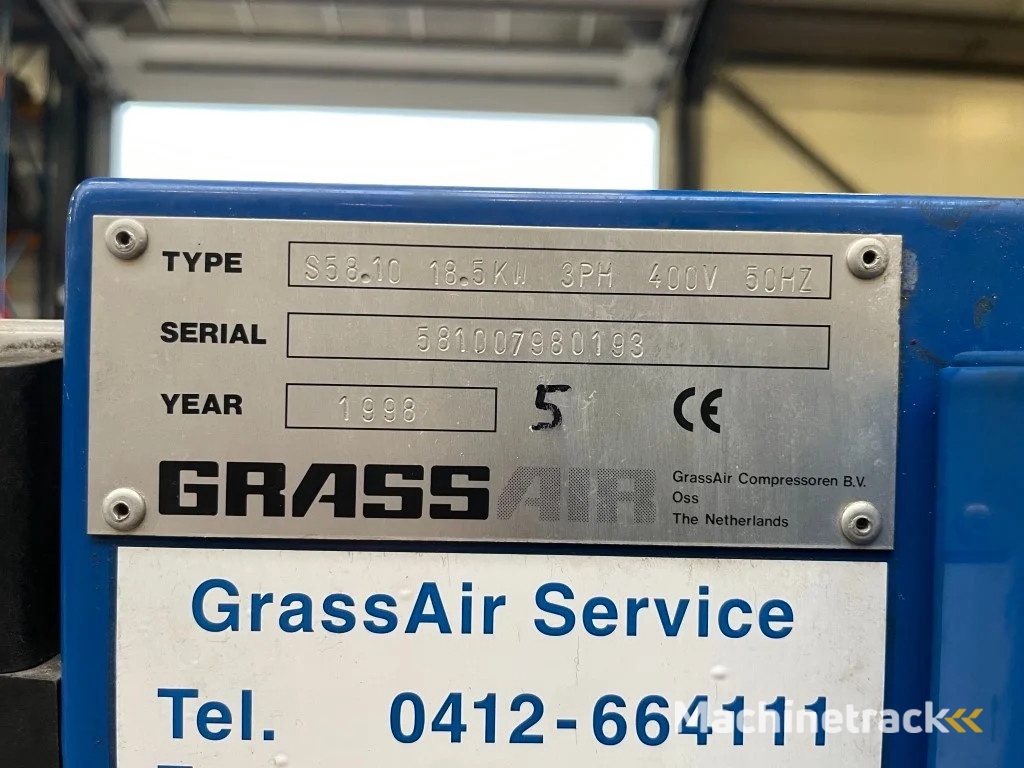 TYPE S58.10 18.5KW 3PH 400V 50HZ
SERIAL 581007980193
YEAR 1998 5 CE
GRASSAIR
GrassAir Compressoren B.V.
Oss
The Netherlands
GrassAir Service
Tel. 0412-664111
Machinetrack